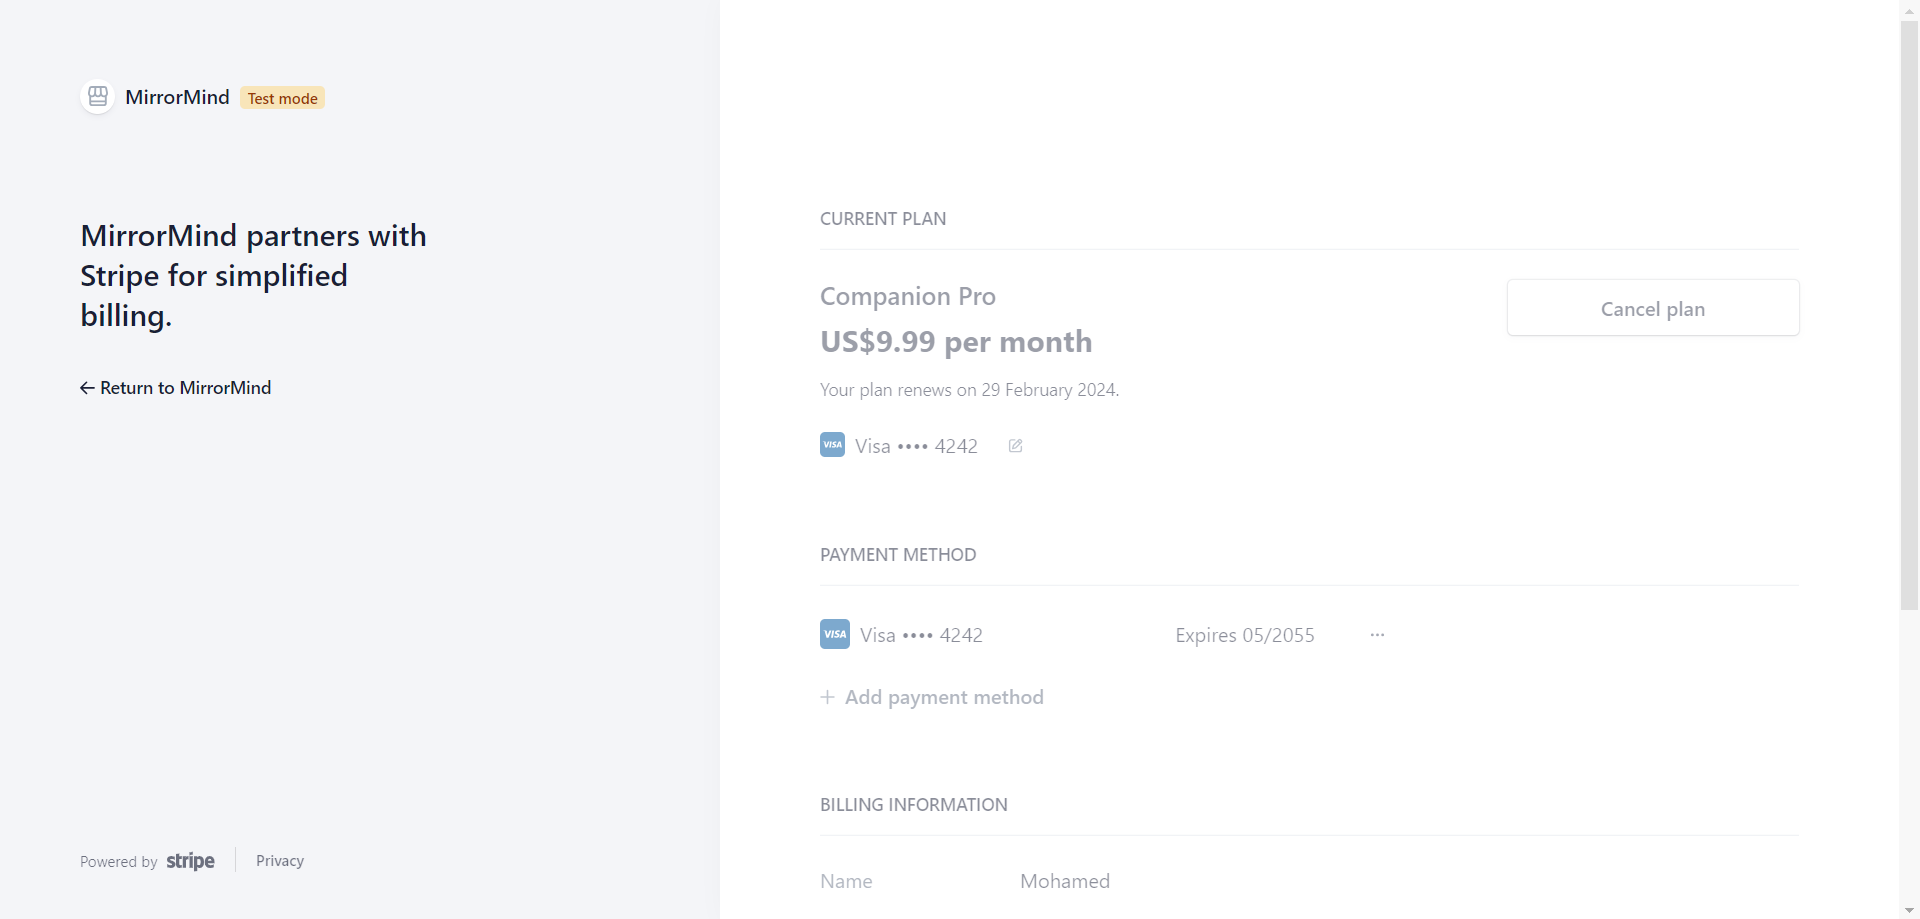 MirrorMind Test mode
MirrorMind partners with
Stripe for simplified
billing.
← Return to MirrorMind
Powered by stripe Privacy
CURRENT PLAN
Companion Pro
Cancel plan
US$9.99 per month
Your plan renews on 29 February 2024.
VISA Visa •••• 4242
PAYMENT METHOD
VISA Visa •••• 4242 Expires 05/2055 ···
+ Add payment method
BILLING INFORMATION
Name Mohamed